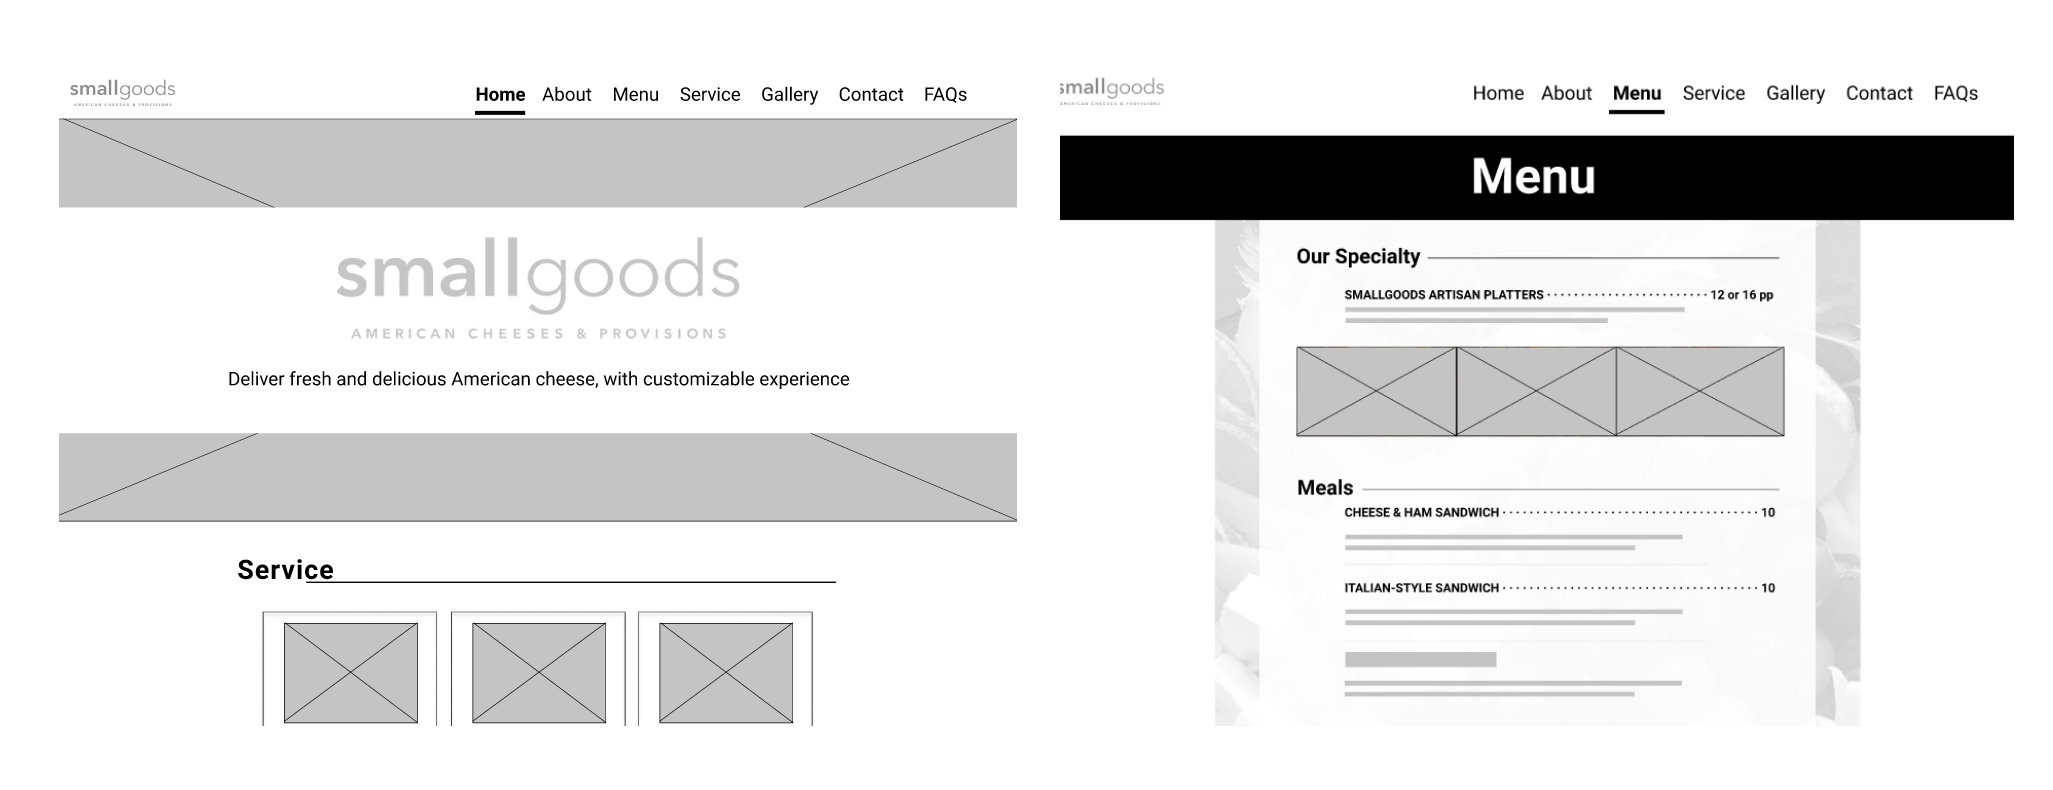 smallgoods
AMERICAN CHEESES & PROVISIONS
Home About Menu Service Gallery Contact FAQs
smallgoods
AMERICAN CHEESES & PROVISIONS
Deliver fresh and delicious American cheese, with customizable experience
Service
smallgoods
AMERICAN CHEESES & PROVISIONS
Home About Menu Service Gallery Contact FAQs
Menu
Our Specialty
SMALLGOODS ARTISAN PLATTERS 12 or 16 pp
Meals
CHEESE & HAM SANDWICH 10
ITALIAN-STYLE SANDWICH 10